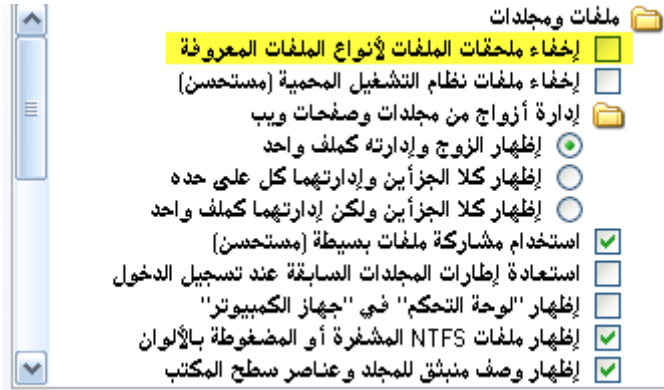 ملفات ومجلدات
إخفاء ملحقات الملفات لأنواع الملفات المعروفة
إخفاء ملفات نظام التشغيل المحمية (مستحسن)
إدارة أزواج من مجلدات وصفحات ويب
إظهار الزوج وإدارته كملف واحد
إظهار كلا الجزأين وإدارتهما كل على حده
إظهار كلا الجزأين ولكن إدارتهما كملف واحد
استخدام مشاركة ملفات بسيطة (مستحسن)
استعادة إطارات المجلدات السابقة عند تسجيل الدخول
إظهار "لوحة التحكم" في "جهاز الكمبيوتر"
إظهار ملفات NTFS المشفرة أو المضغوطة بالألوان
إظهار وصف منبثق للمجلد وعناصر سطح المكتب